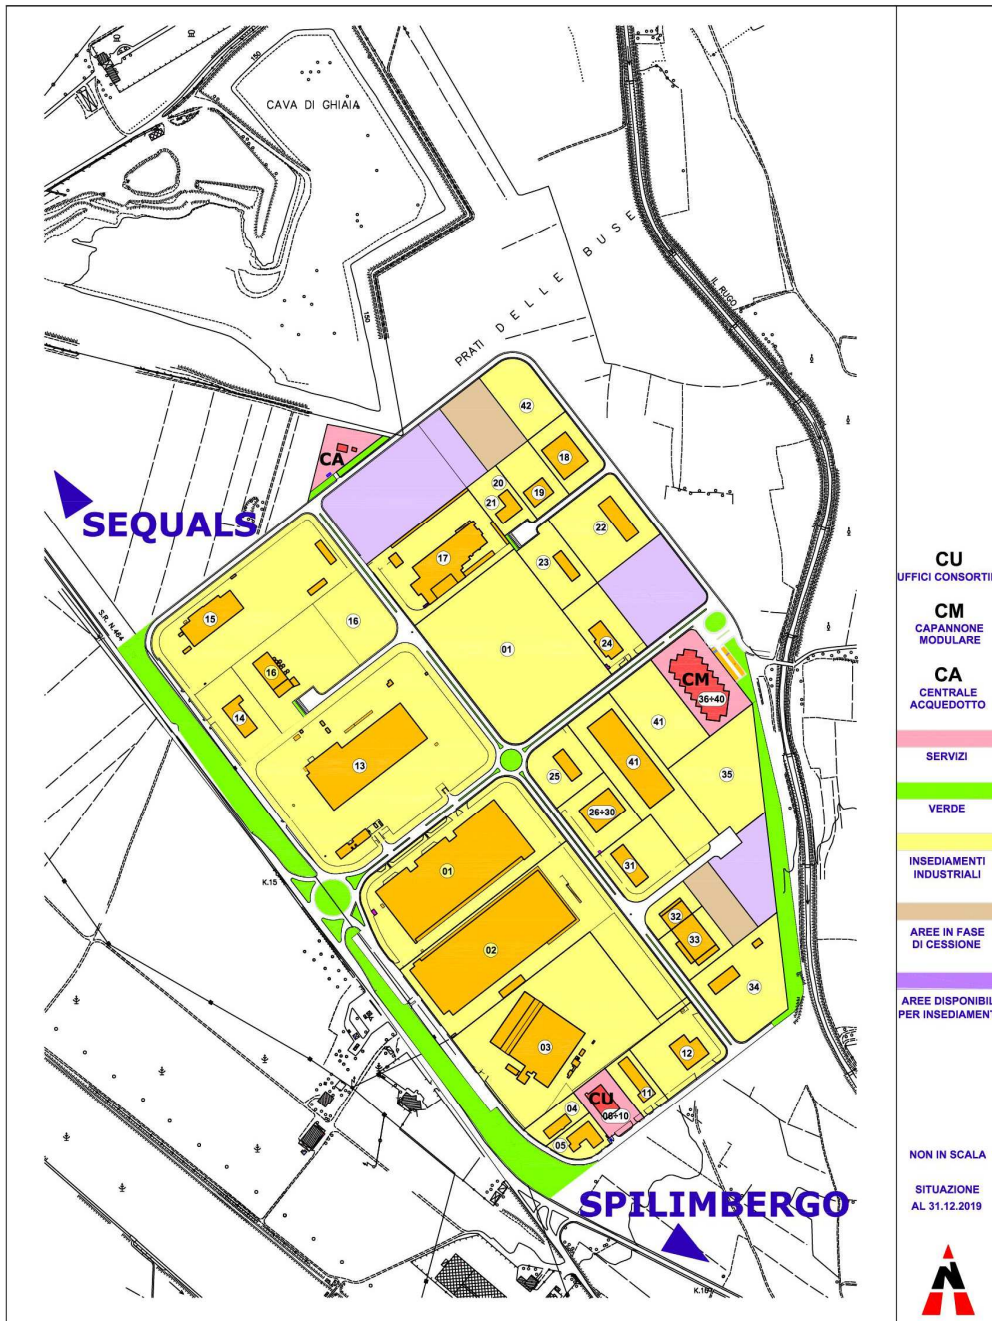 150
CAVA DI GHIAIA
150
PRATI DELLE BUSE
IL RUGO
CA
SEQUALS
S.R. N.464
42
18
20
21
19
22
17
23
15
16
01
24
16
14
CM
36÷40
41
13
25
41
35
26÷30
31
K.15
01
02
32
33
34
03
12
11
CU
06÷10
04
05
SPILIMBERGO
K.16
CU
UFFICI CONSORTI
CM
CAPANNONE
MODULARE
CA
CENTRALE
ACQUEDOTTO
SERVIZI
VERDE
INSEDIAMENTI
INDUSTRIALI
AREE IN FASE
DI CESSIONE
AREE DISPONIBIL
PER INSEDIAMENT
NON IN SCALA
SITUAZIONE
AL 31.12.2019